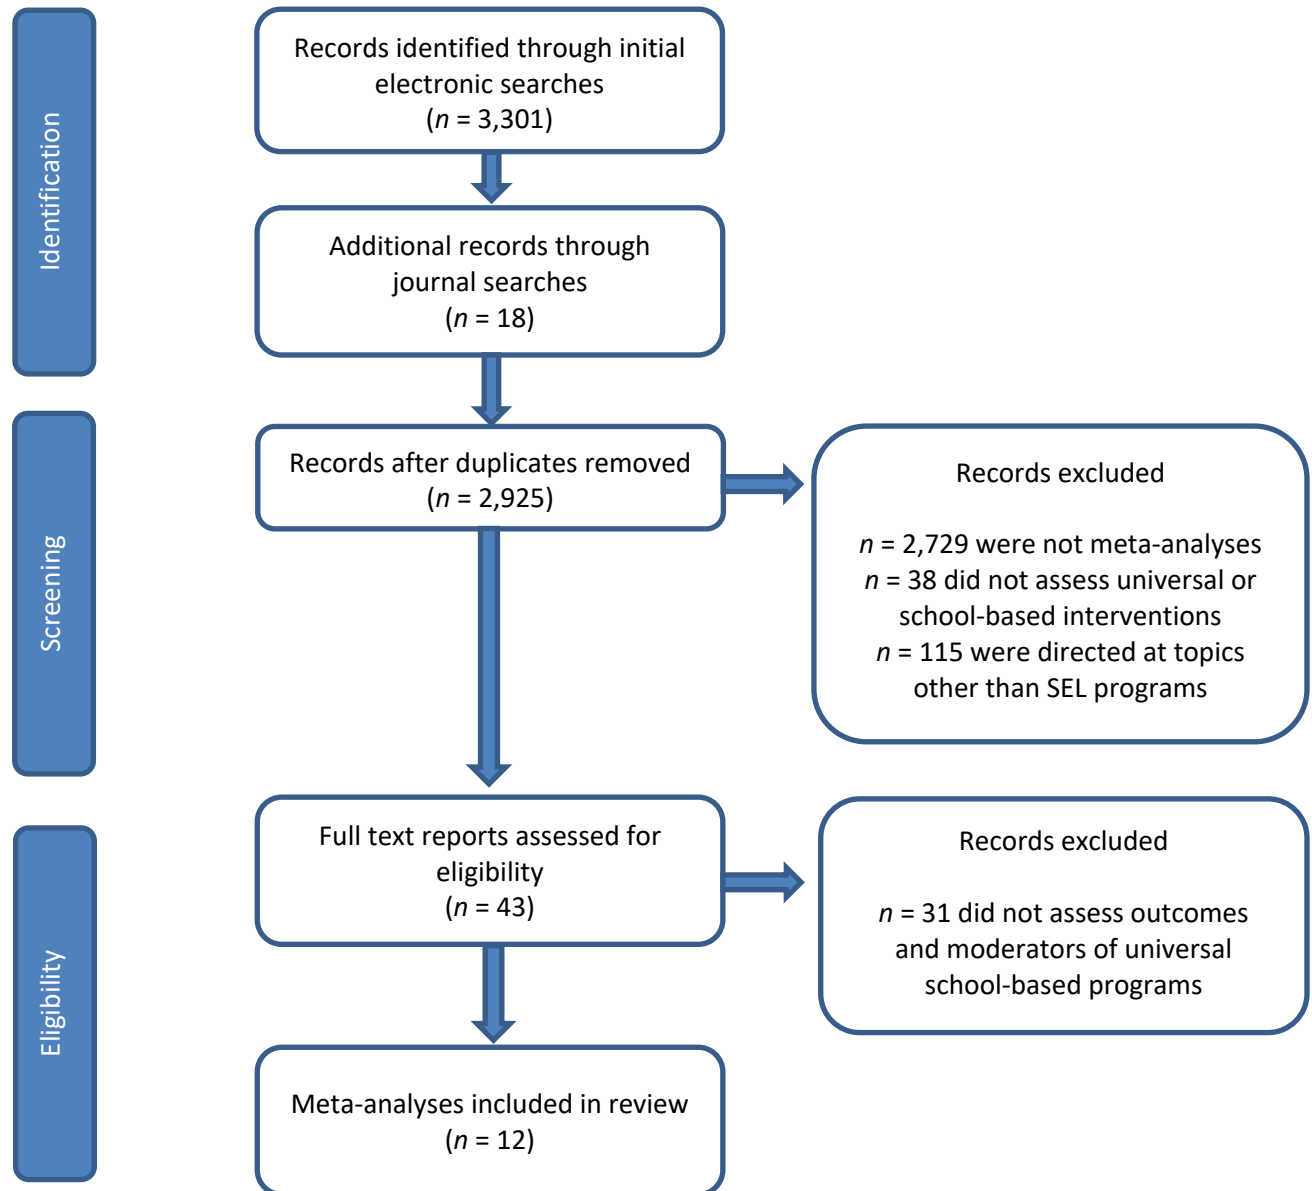 Identification
Records identified through initial
electronic searches
(n = 3,301)
Additional records through
journal searches
(n = 18)
Screening
Records after duplicates removed
(n = 2,925)
Records excluded
n = 2,729 were not meta-analyses
n = 38 did not assess universal or
school-based interventions
n = 115 were directed at topics
other than SEL programs
Eligibility
Full text reports assessed for
eligibility
(n = 43)
Records excluded
n = 31 did not assess outcomes
and moderators of universal
school-based programs
Meta-analyses included in review
(n = 12)